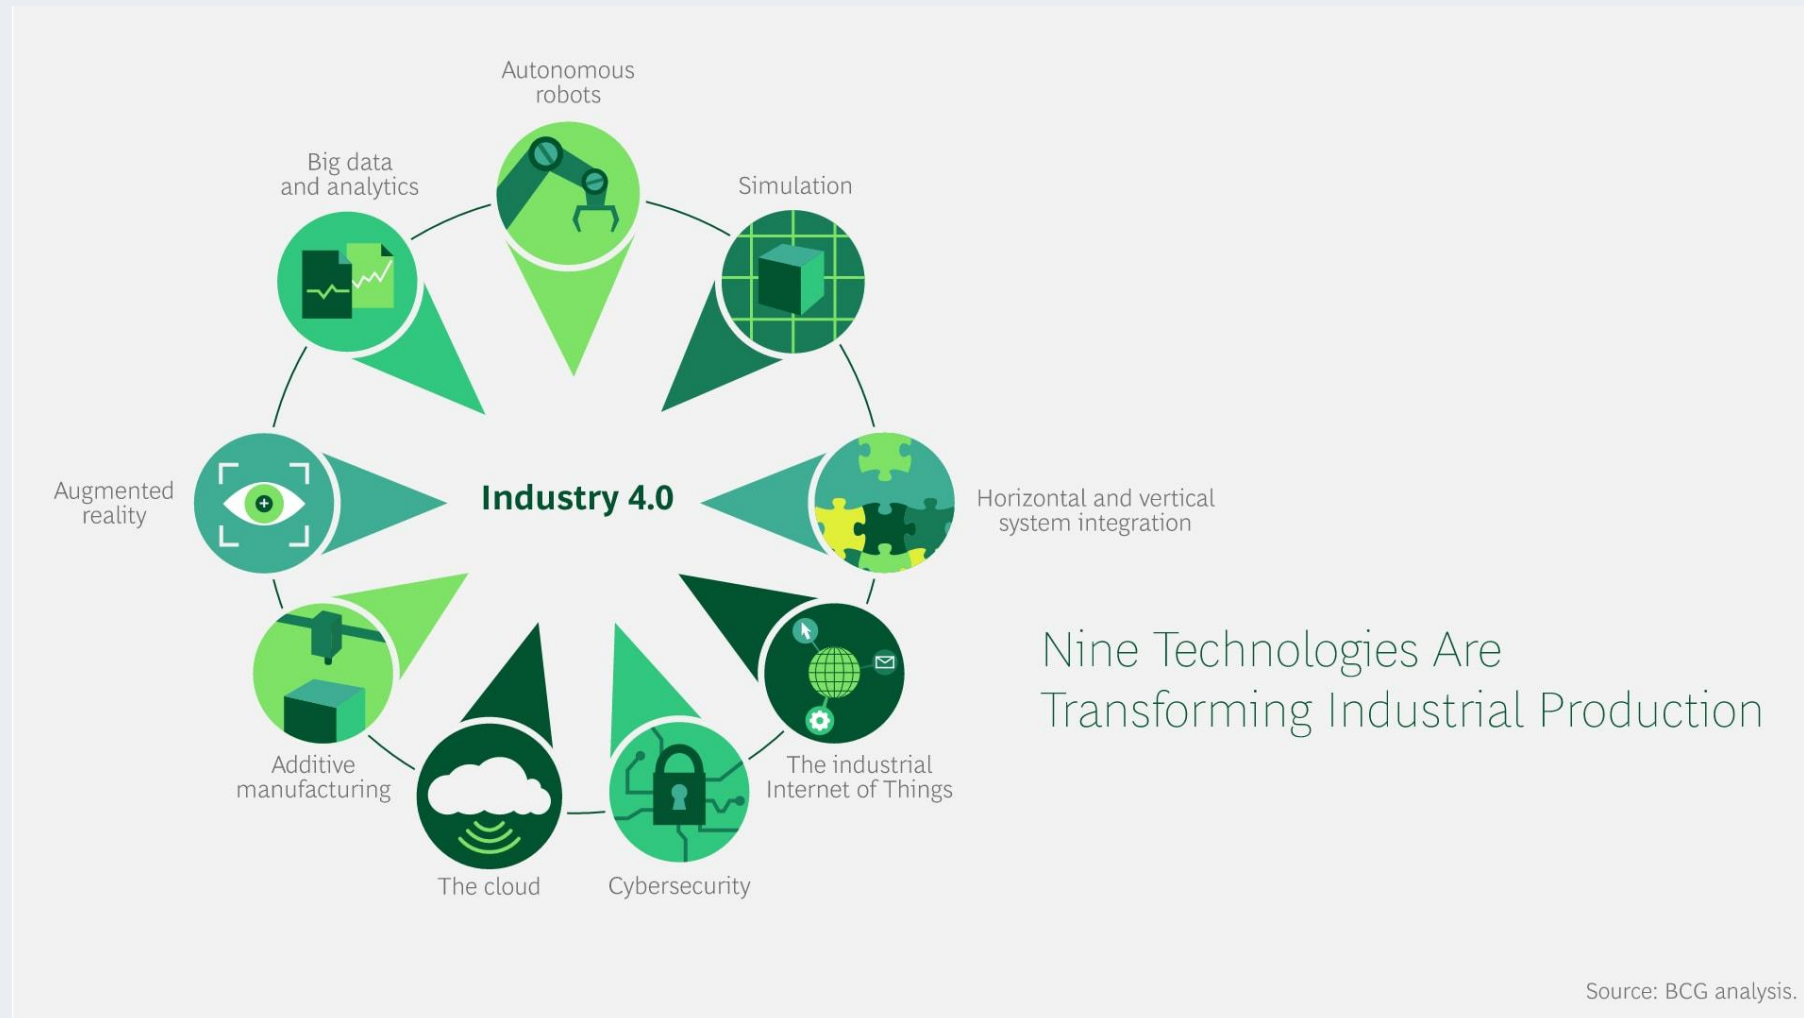 Autonomous
robots
Big data
and analytics
Simulation
Augmented
reality
Industry 4.0
Horizontal and vertical
system integration
Nine Technologies Are
Transforming Industrial Production
Additive
manufacturing
The industrial
Internet of Things
The cloud
Cybersecurity
Source: BCG analysis.